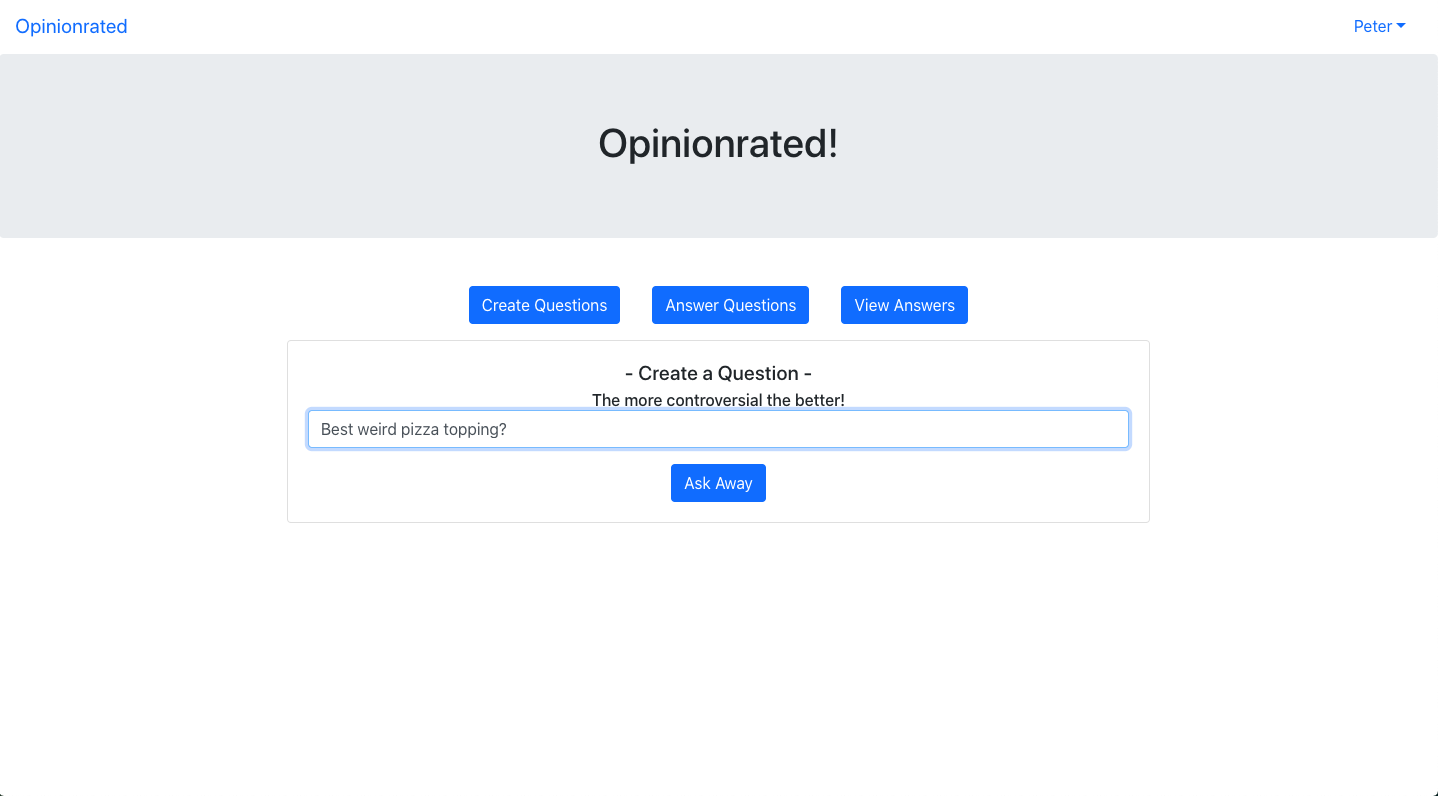 Opinionrated
Peter
Opinionrated!
Create Questions
Answer Questions
View Answers
- Create a Question -
The more controversial the better!
Best weird pizza topping?
Ask Away